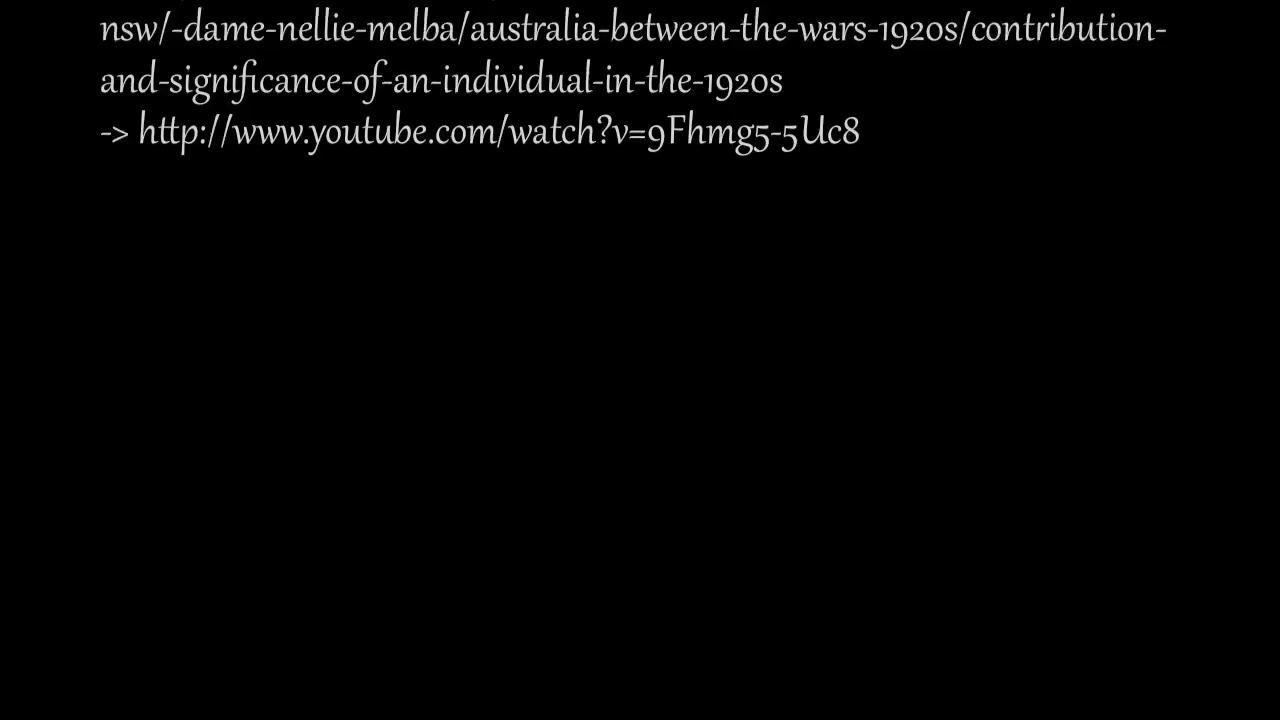 nsw/-dame-nellie-melba/australia-between-the-wars-1920s/contribution-
and-significance-of-an-individual-in-the-1920s
-> http://www.youtube.com/watch?v=9Fhmg5-5Uc8